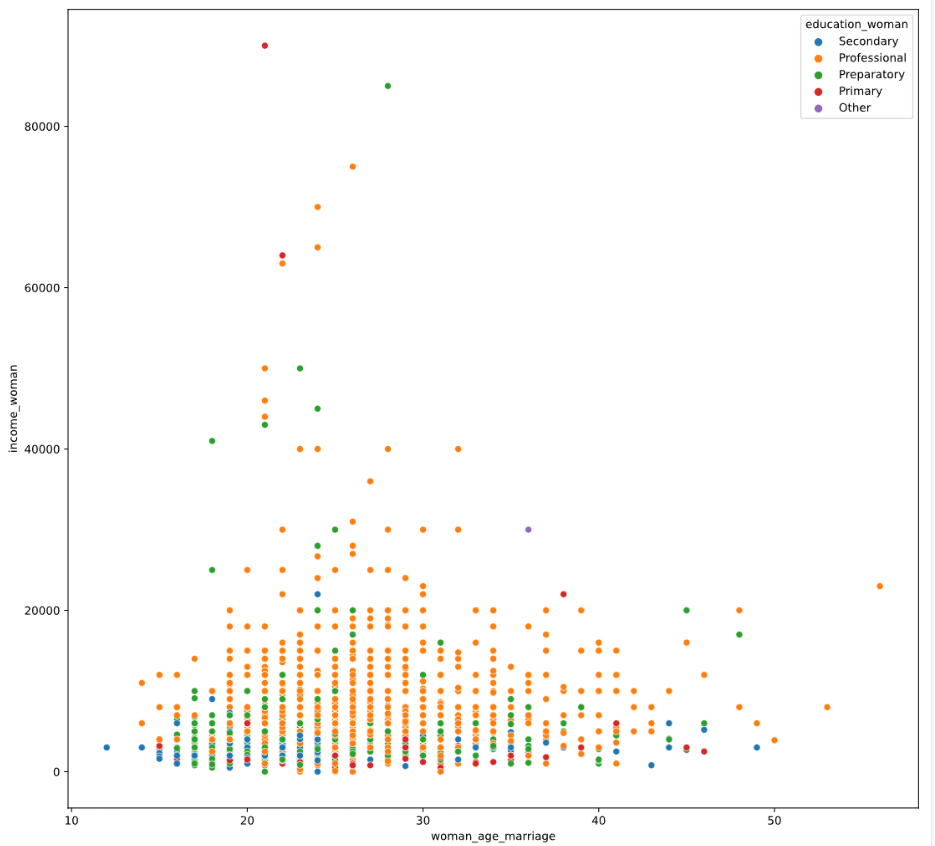 education_woman
Secondary
Professional
Preparatory
Primary
Other
80000
60000
40000
20000
0
income_woman
10 20 30 40 50
woman_age_marriage